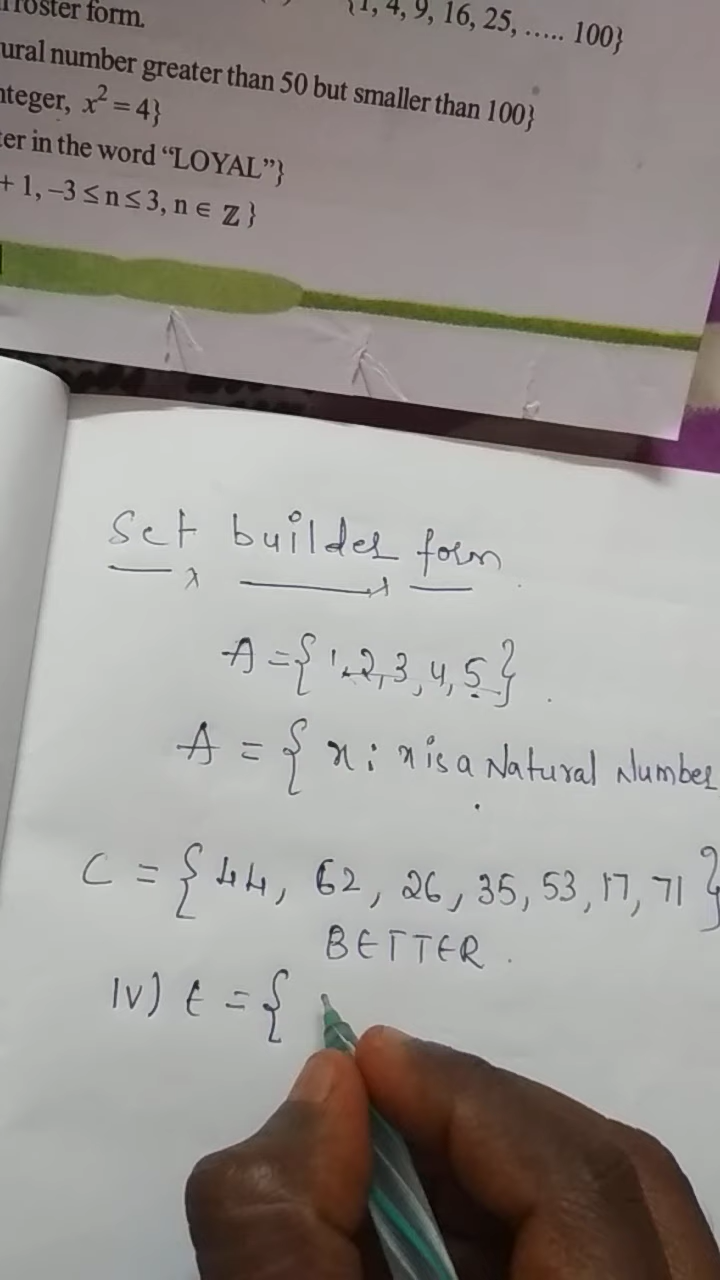 roster form.
{1, 4, 9, 16, 25, ..... 100}
ural number greater than 50 but smaller than 100}
nteger, x² = 4}
er in the word “LOYAL”}
+ 1, –3 ≤ n ≤ 3, n ∈ ℤ}
Set builder form
A = {1, 2, 3, 4, 5}.
A = { x : x is a Natural Number
C = {44, 62, 26, 35, 53, 17, 71}
BETTER.
iv) E = {